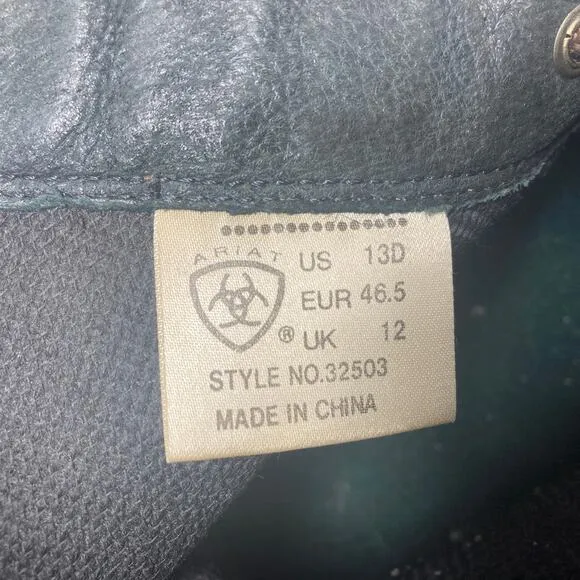 ARIAT
®
US 13D
EUR 46.5
UK 12
STYLE NO.32503
MADE IN CHINA